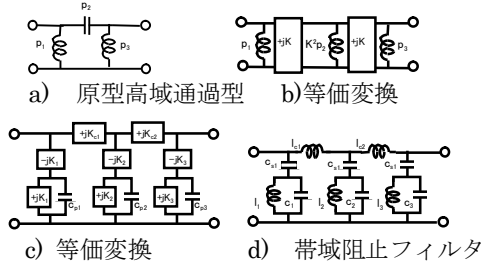 p₂
p₁ p₃
a) 原型高域通過型
p₁ +jK K²p₂ +jK p₃
b)等価変換
+jKc1 +jKc2
-jK₁ -jK₂ -jK₃
+jK₁ Cp1 +jK₂ Cp2 +jK₃ Cp3
c) 等価変換
lc1 lc2
Cs1 Cs1 Cs1
l₁ c₁ l₂ c₂ l₃ c₃
d) 帯域阻止フィルタ